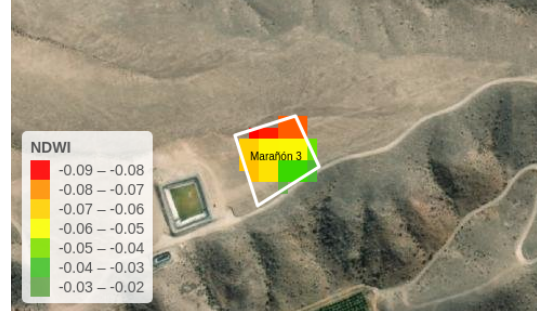 Marañón 3
NDWI
-0.09 – -0.08
-0.08 – -0.07
-0.07 – -0.06
-0.06 – -0.05
-0.05 – -0.04
-0.04 – -0.03
-0.03 – -0.02